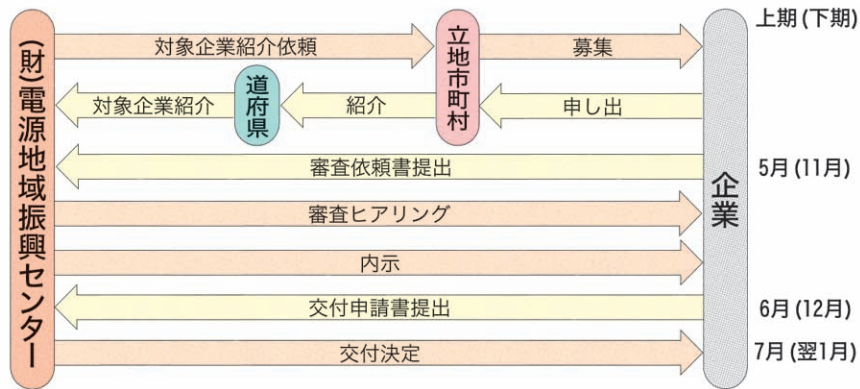 上期(下期)
対象企業紹介依頼
立地市町村
募集
対象企業紹介
道府県
紹介
申し出
(財)電源地域振興センター
企業
審査依頼書提出
5月(11月)
審査ヒアリング
内示
交付申請書提出
6月(12月)
交付決定
7月(翌1月)